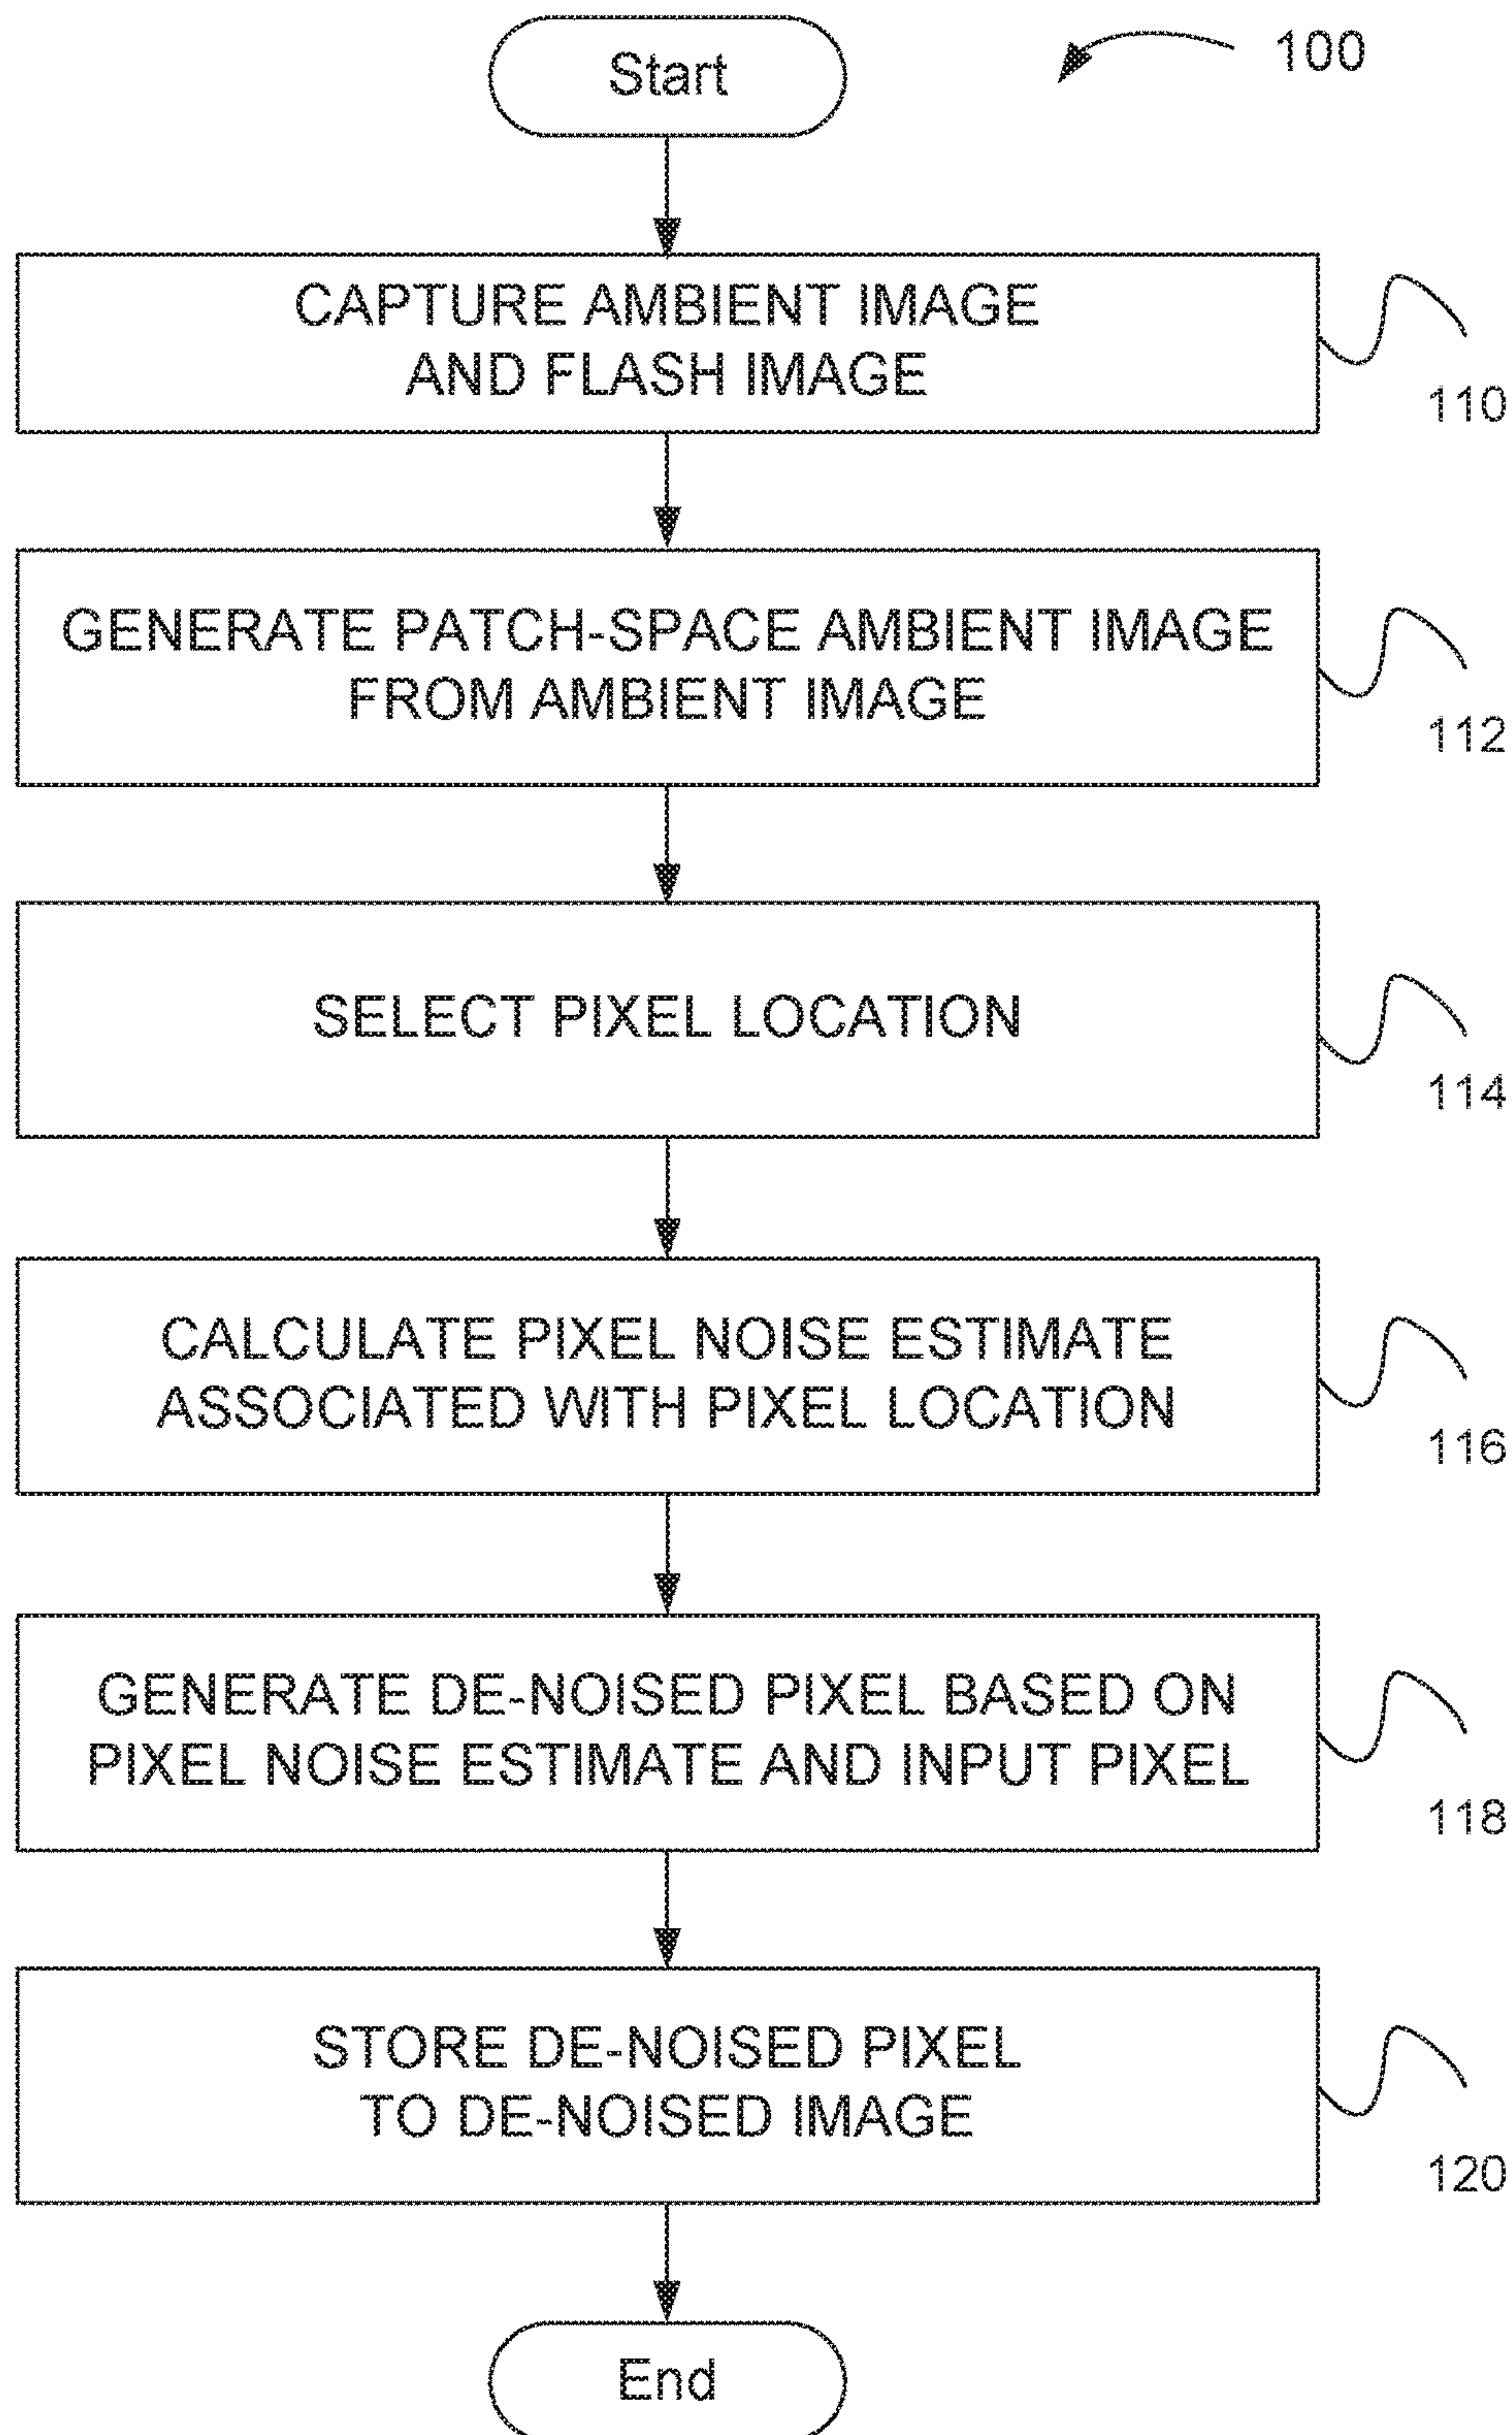 Start
100
CAPTURE AMBIENT IMAGE
AND FLASH IMAGE
110
GENERATE PATCH-SPACE AMBIENT IMAGE
FROM AMBIENT IMAGE
112
SELECT PIXEL LOCATION
114
CALCULATE PIXEL NOISE ESTIMATE
ASSOCIATED WITH PIXEL LOCATION
116
GENERATE DE-NOISED PIXEL BASED ON
PIXEL NOISE ESTIMATE AND INPUT PIXEL
118
STORE DE-NOISED PIXEL
TO DE-NOISED IMAGE
120
End